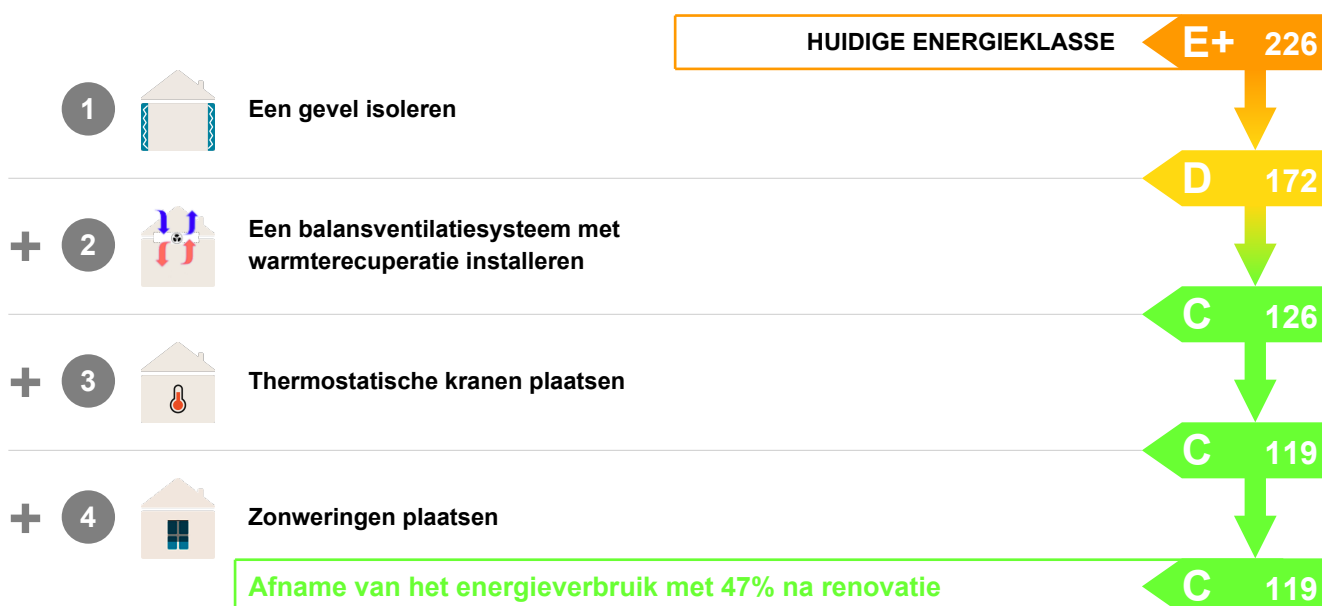 HUIDIGE ENERGIEKLASSE E+ 226
1 Een gevel isoleren
D 172
+ 2 Een balansventilatiesysteem met
warmterecuperatie installeren
C 126
+ 3 Thermostatische kranen plaatsen
C 119
+ 4 Zonweringen plaatsen
Afname van het energieverbruik met 47% na renovatie C 119